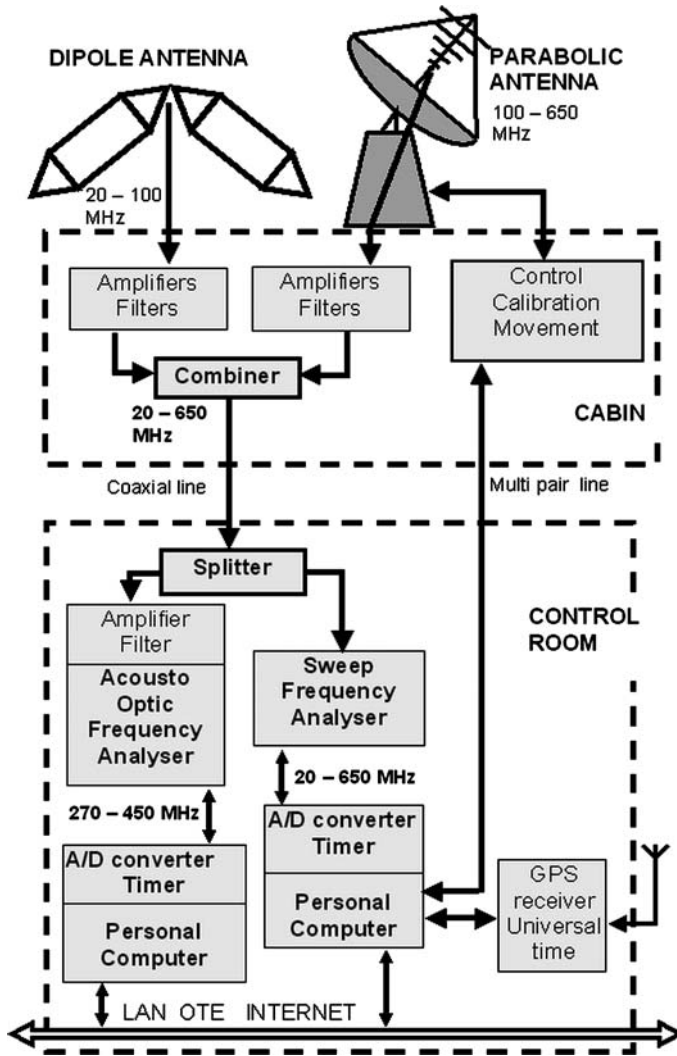 DIPOLE ANTENNA
PARABOLIC
ANTENNA
100 – 650
MHz
20 – 100
MHz
Amplifiers
Filters
Amplifiers
Filters
Control
Calibration
Movement
Combiner
20 – 650
MHz
CABIN
Coaxial line
Multi pair line
Splitter
CONTROL
ROOM
Amplifier
Filter
Acousto
Optic
Frequency
Analyser
Sweep
Frequency
Analyser
270 – 450 MHz
20 – 650 MHz
A/D converter
Timer
Personal
Computer
A/D converter
Timer
Personal
Computer
GPS
receiver
Universal
time
LAN OTE INTERNET